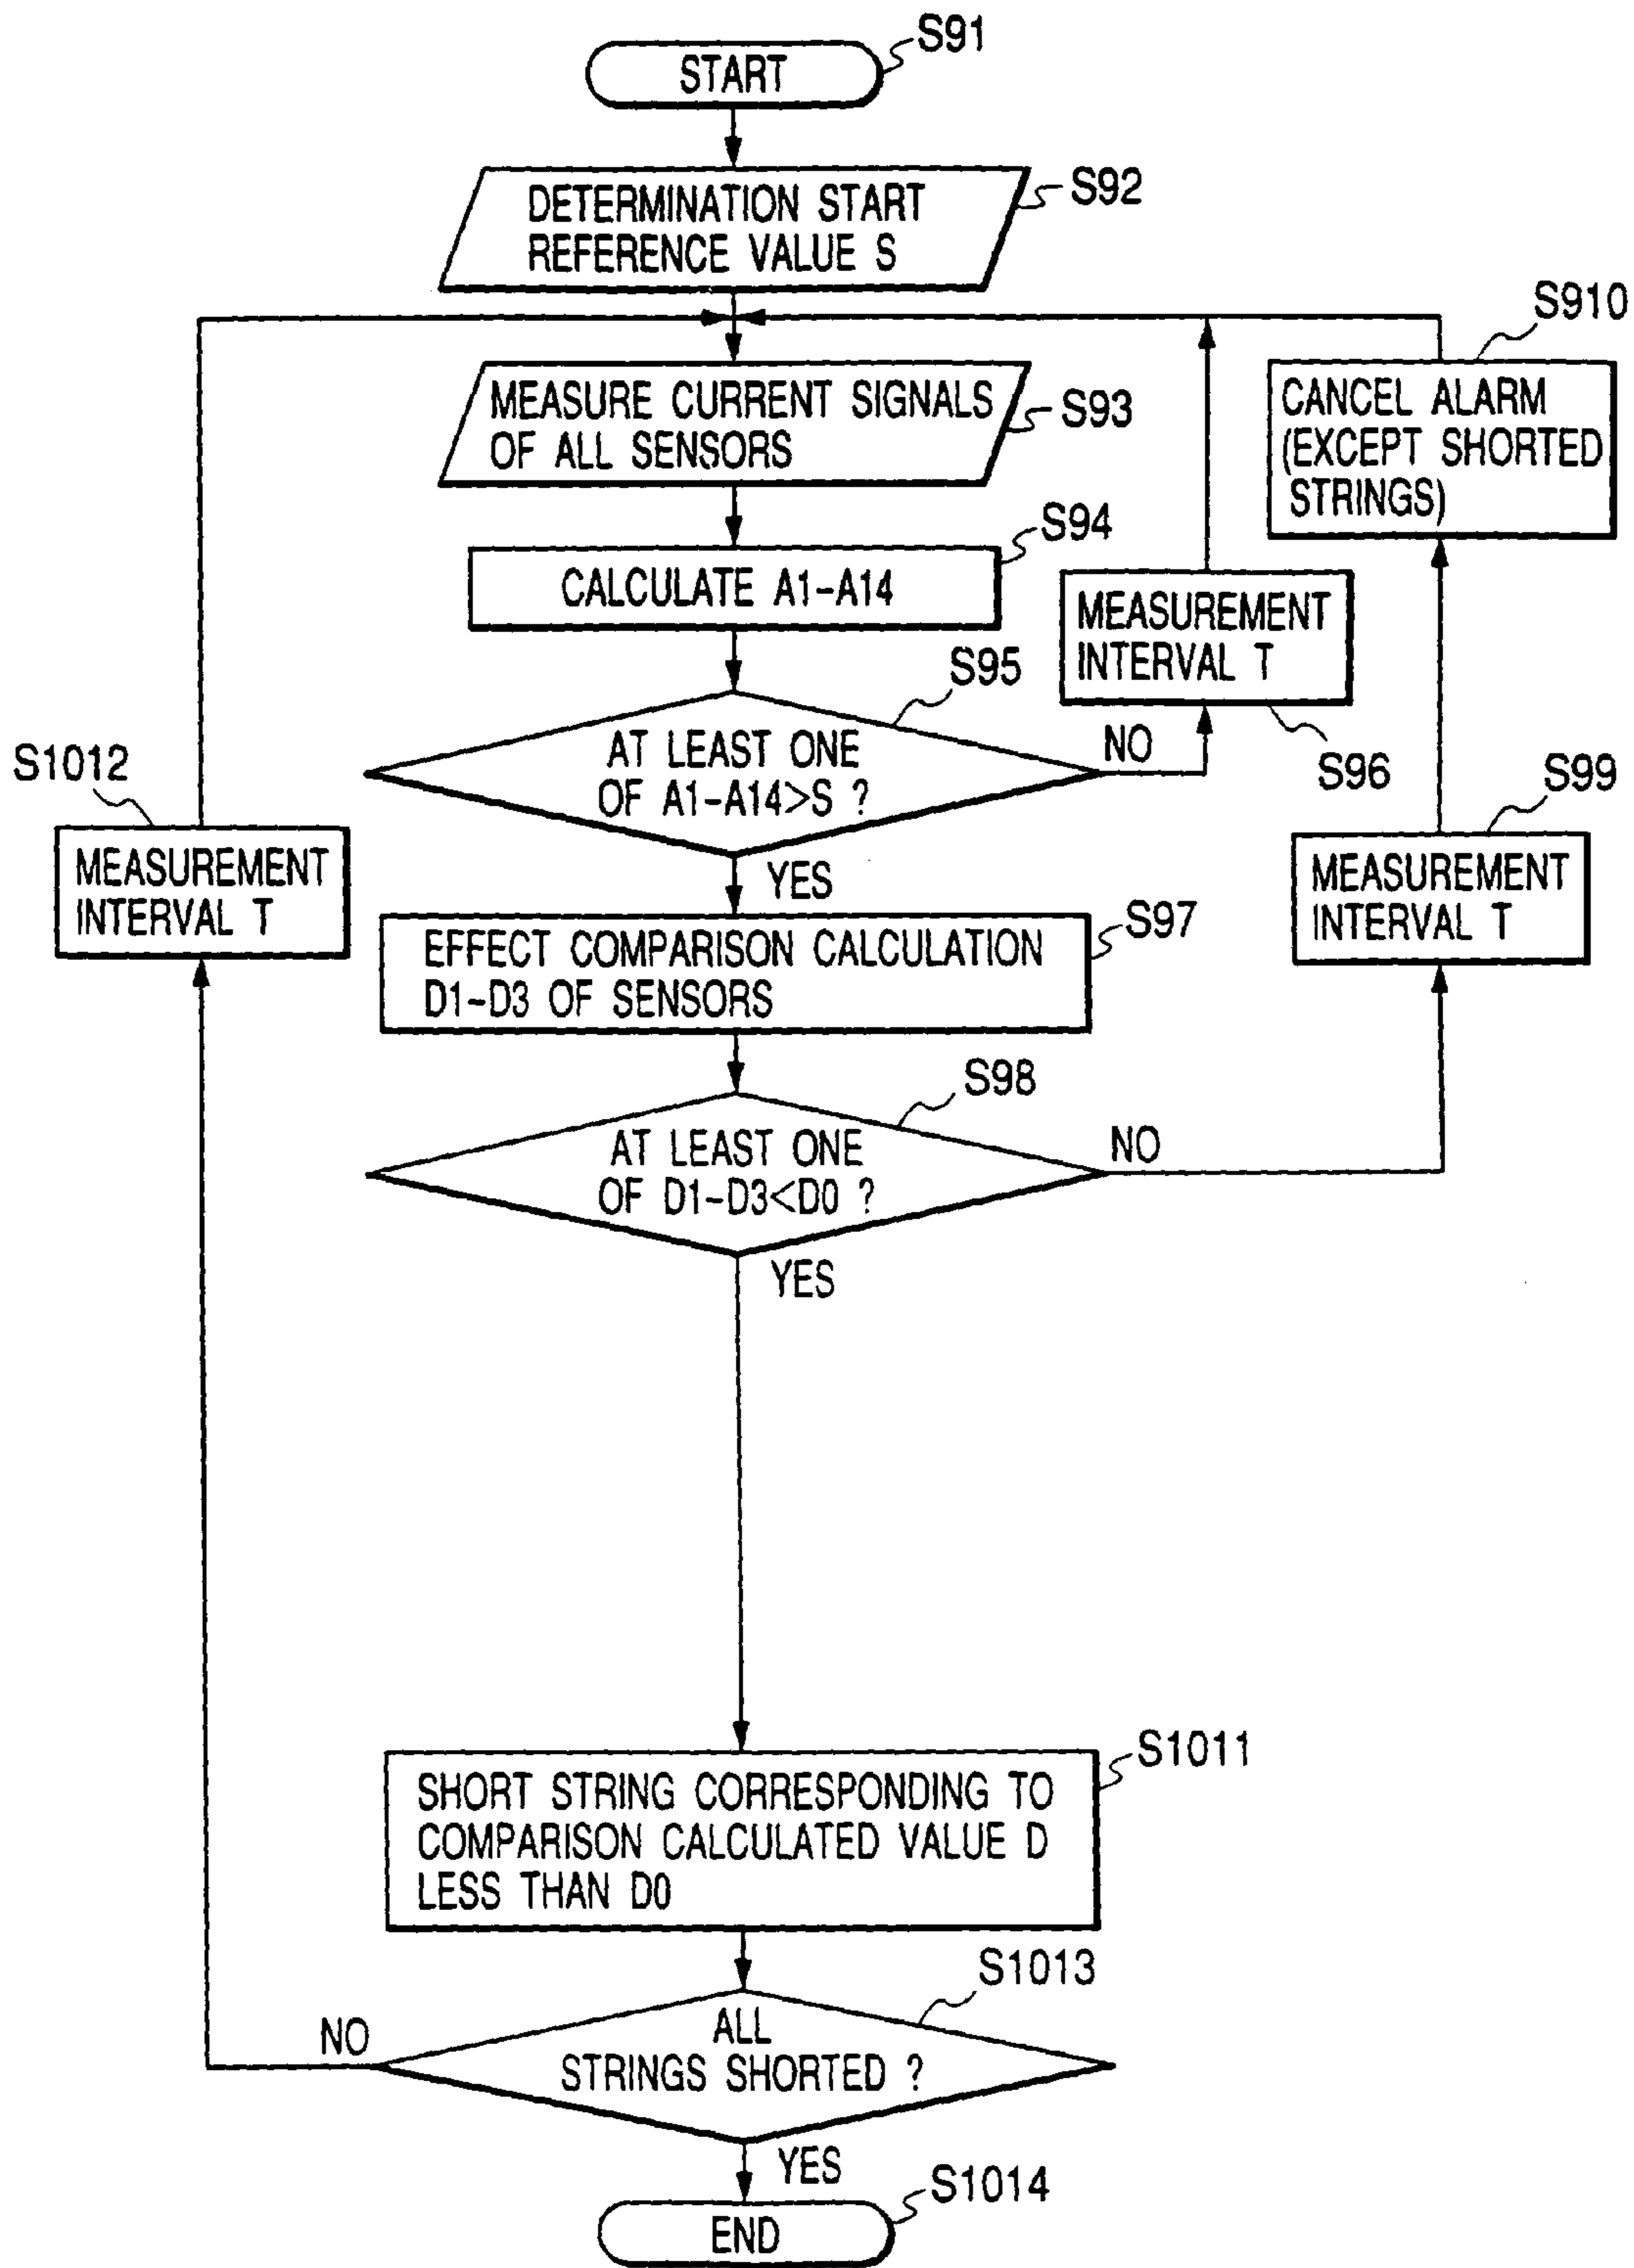 S91
START
S92
DETERMINATION START
REFERENCE VALUE S
S910
CANCEL ALARM
(EXCEPT SHORTED
STRINGS)
MEASURE CURRENT SIGNALS
OF ALL SENSORS
S93
S94
CALCULATE A1-A14
MEASUREMENT
INTERVAL T
S96
S95
AT LEAST ONE
OF A1-A14>S ?
NO
YES
S1012
MEASUREMENT
INTERVAL T
S99
MEASUREMENT
INTERVAL T
S97
EFFECT COMPARISON CALCULATION
D1-D3 OF SENSORS
S98
AT LEAST ONE
OF D1-D3<D0 ?
NO
YES
S1011
SHORT STRING CORRESPONDING TO
COMPARISON CALCULATED VALUE D
LESS THAN D0
S1013
ALL
STRINGS SHORTED ?
NO
YES
S1014
END